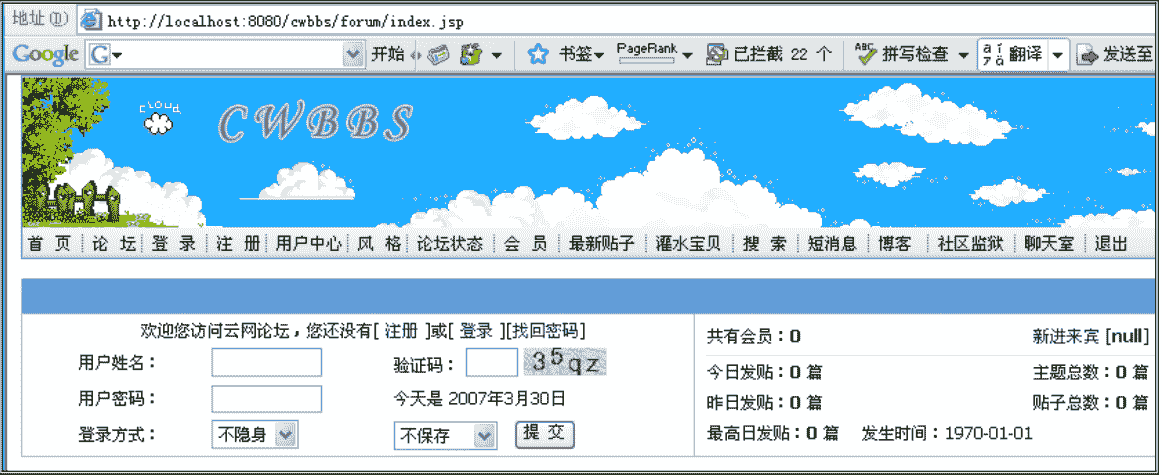 地址(D) http://localhost:8080/cwbbs/forum/index.jsp
Google G 开始 书签 PageRank 已拦截 22 个 ABC 拼写检查 翻译 发送至
cloud CWBBS
首 页 论 坛 登 录 注 册 用户中心 风 格 论坛状态 会 员 最新贴子 灌水宝贝 搜 索 短消息 博客 社区监狱 聊天室 退出
欢迎您访问云网论坛，您还没有[ 注册 ]或[ 登录 ][找回密码]
用户姓名： 验证码： 35qz
用户密码： 今天是 2007年3月30日
登录方式： 不隐身 不保存 提 交
共有会员：0 新进来宾 [null]
今日发贴：0 篇 主题总数：0 篇
昨日发贴：0 篇 贴子总数：0 篇
最高日发贴：0 篇 发生时间：1970-01-01